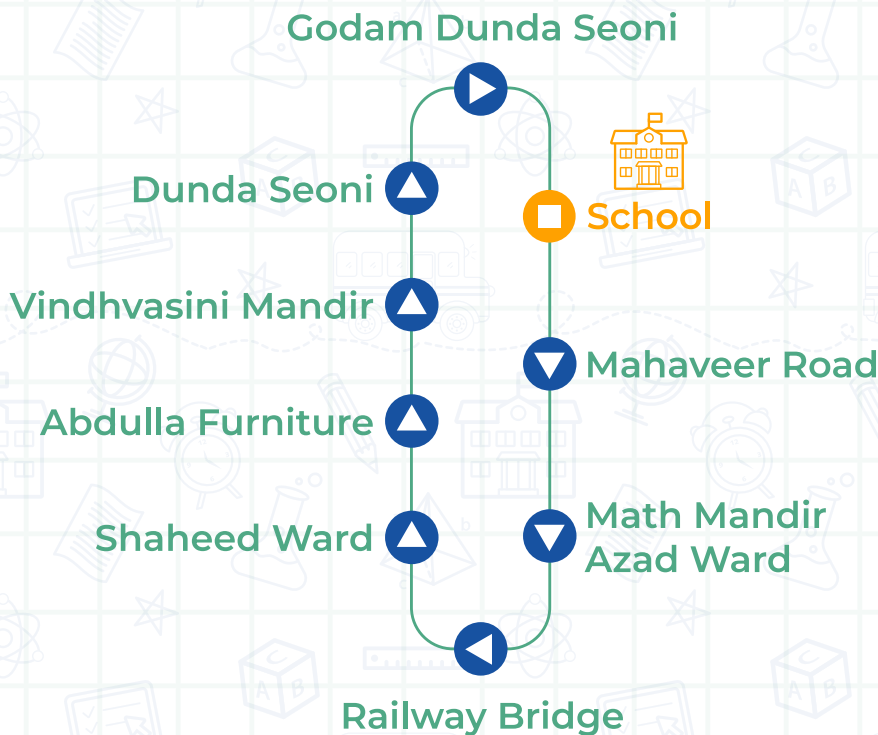 Godam Dunda Seoni
Dunda Seoni
School
Vindhvasini Mandir
Mahaveer Road
Abdulla Furniture
Shaheed Ward
Math Mandir
Azad Ward
Railway Bridge